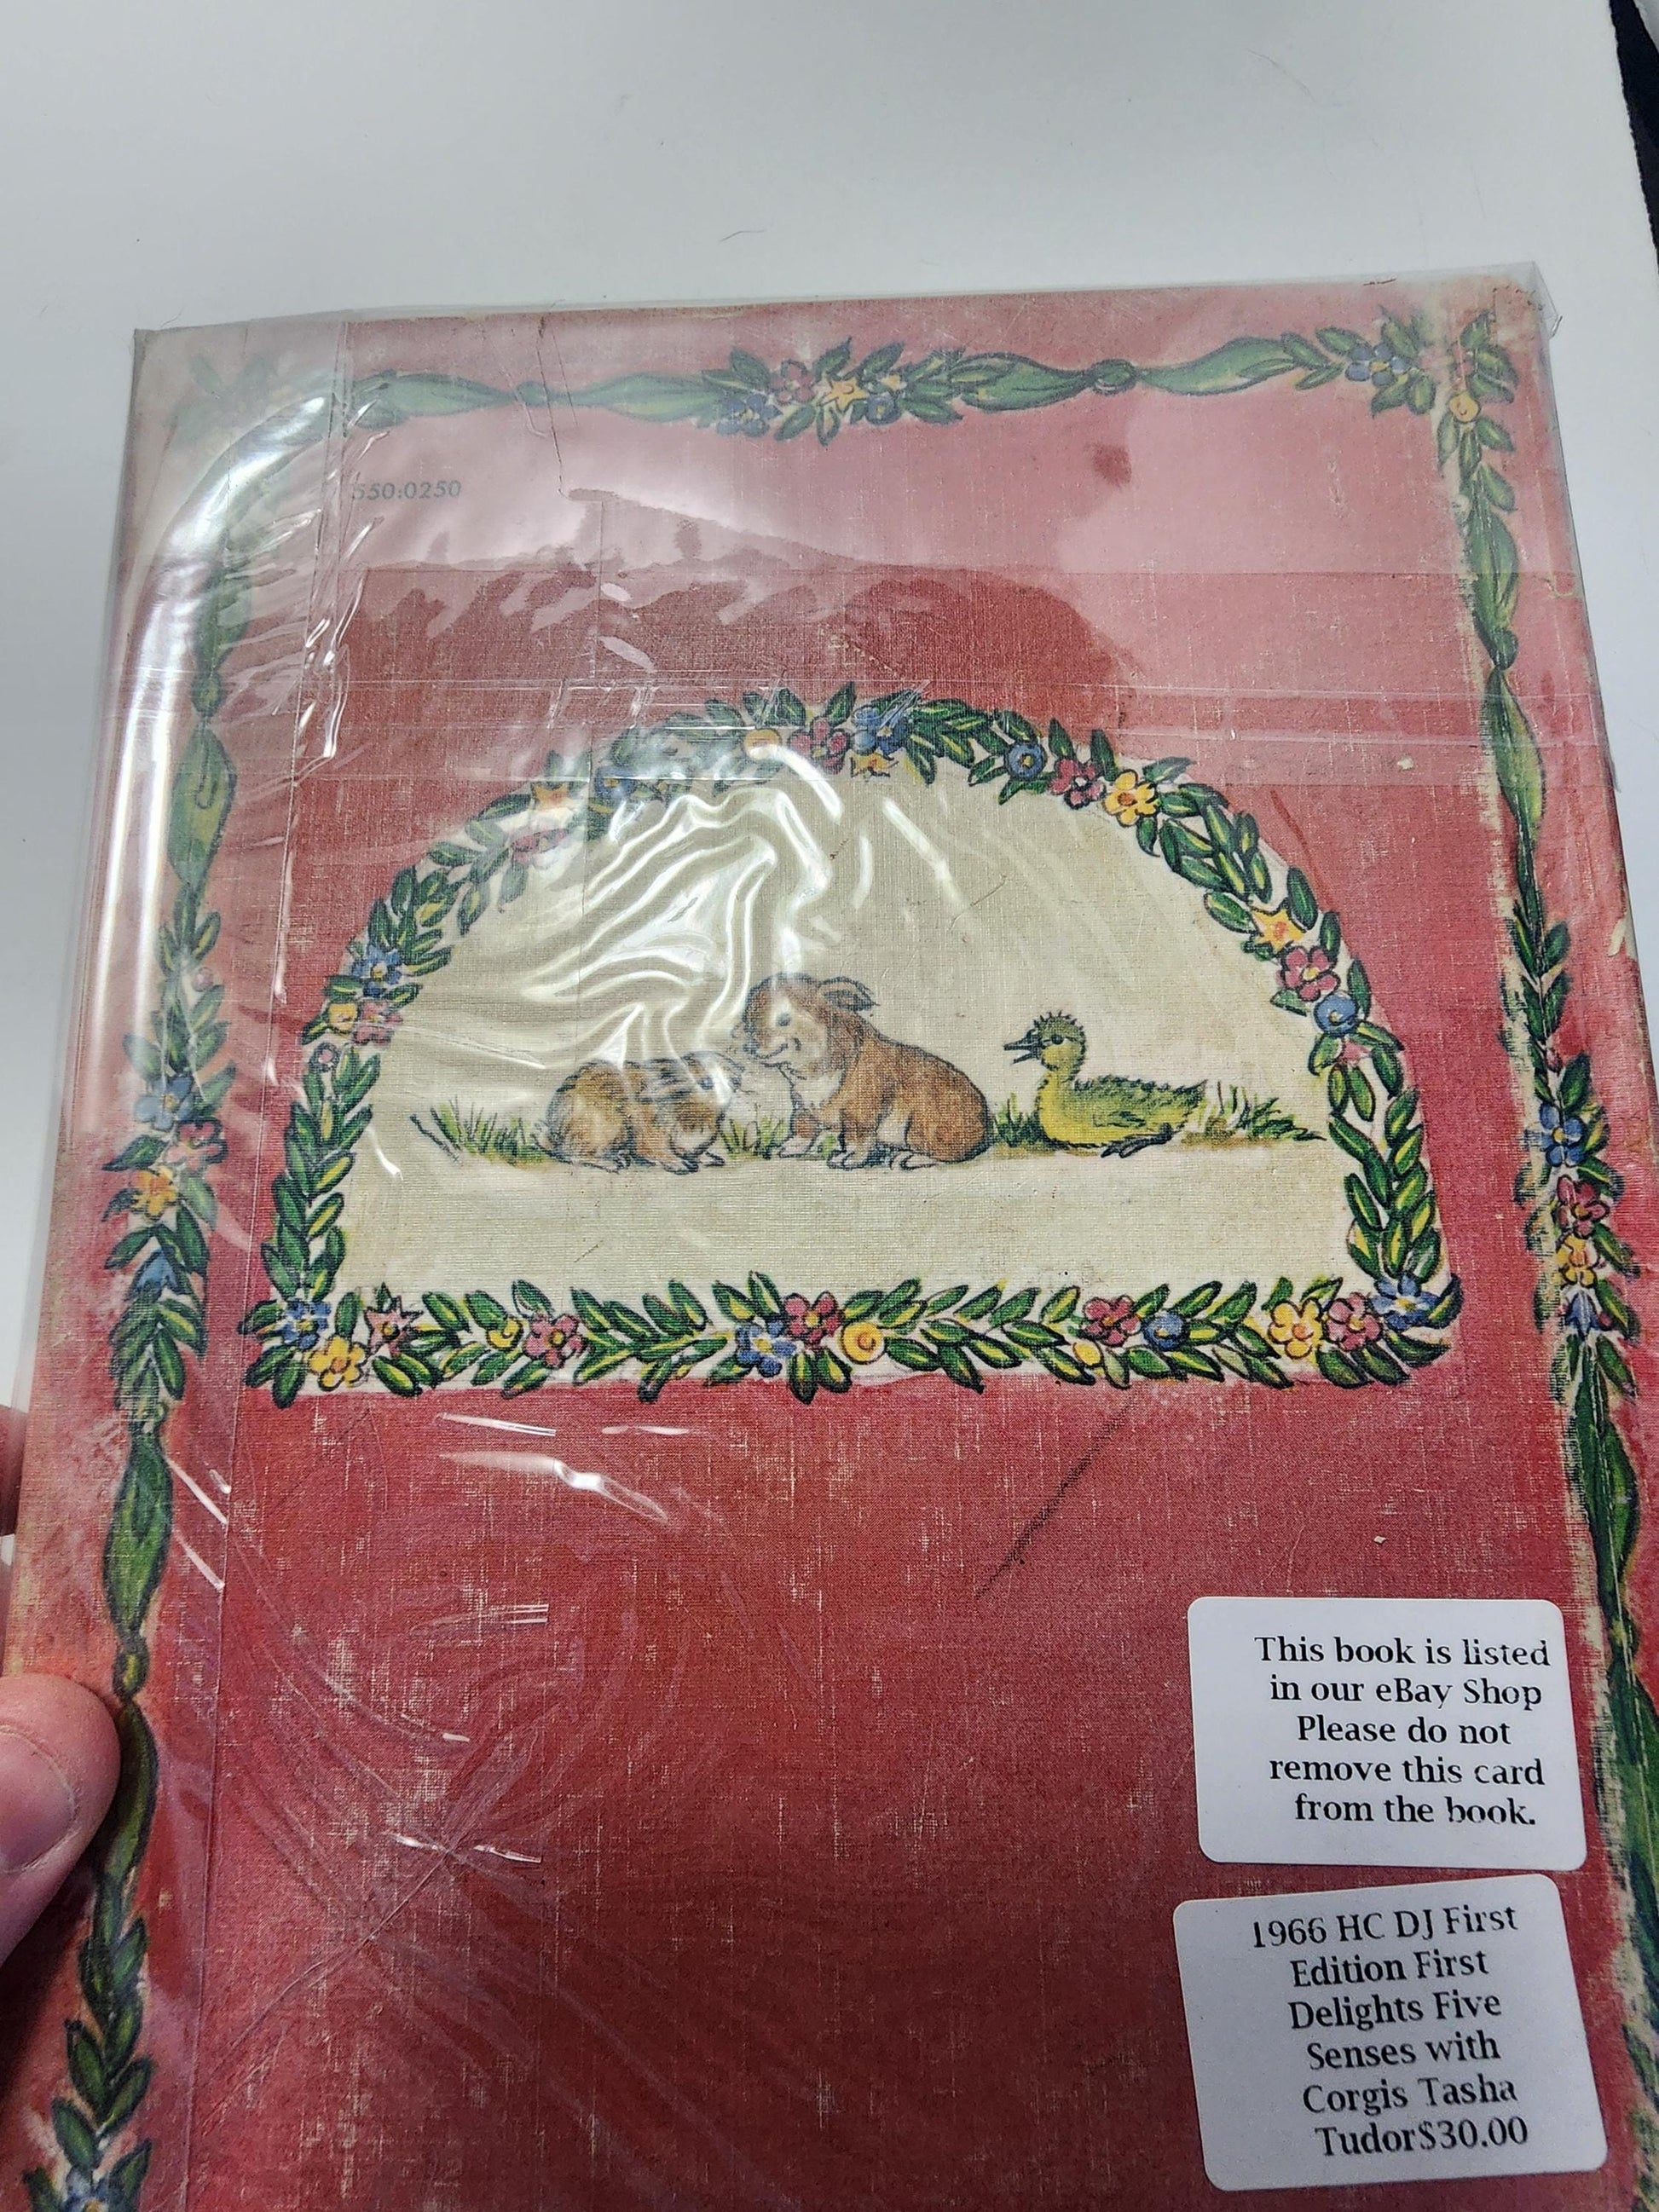 550:0250
This book is listed
in our eBay Shop
Please do not
remove this card
from the book.
1966 HC DJ First
Edition First
Delights Five
Senses with
Corgis Tasha
Tudor$30.00